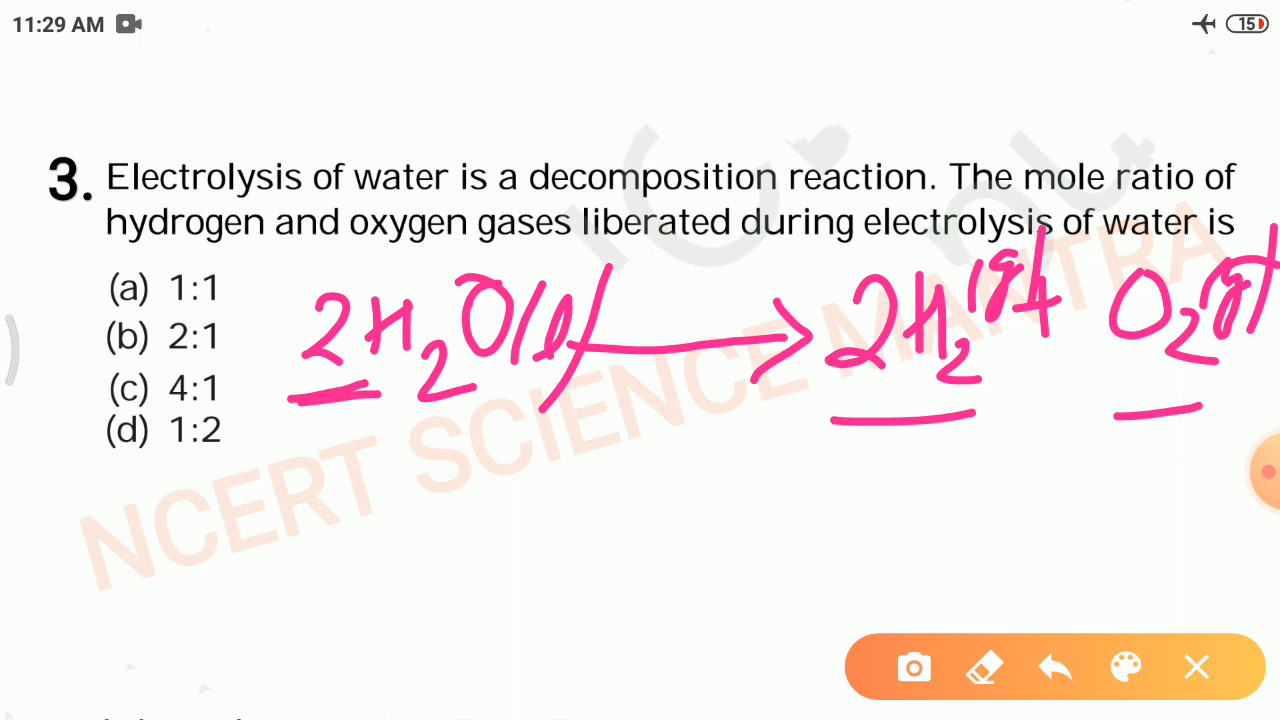 11:29 AM
15
3. Electrolysis of water is a decomposition reaction. The mole ratio of
hydrogen and oxygen gases liberated during electrolysis of water is
(a) 1:1
(b) 2:1
(c) 4:1
(d) 1:2
2H₂O(l) → 2H₂(g) + O₂(g)
NCERT SCIENCE MANTRA